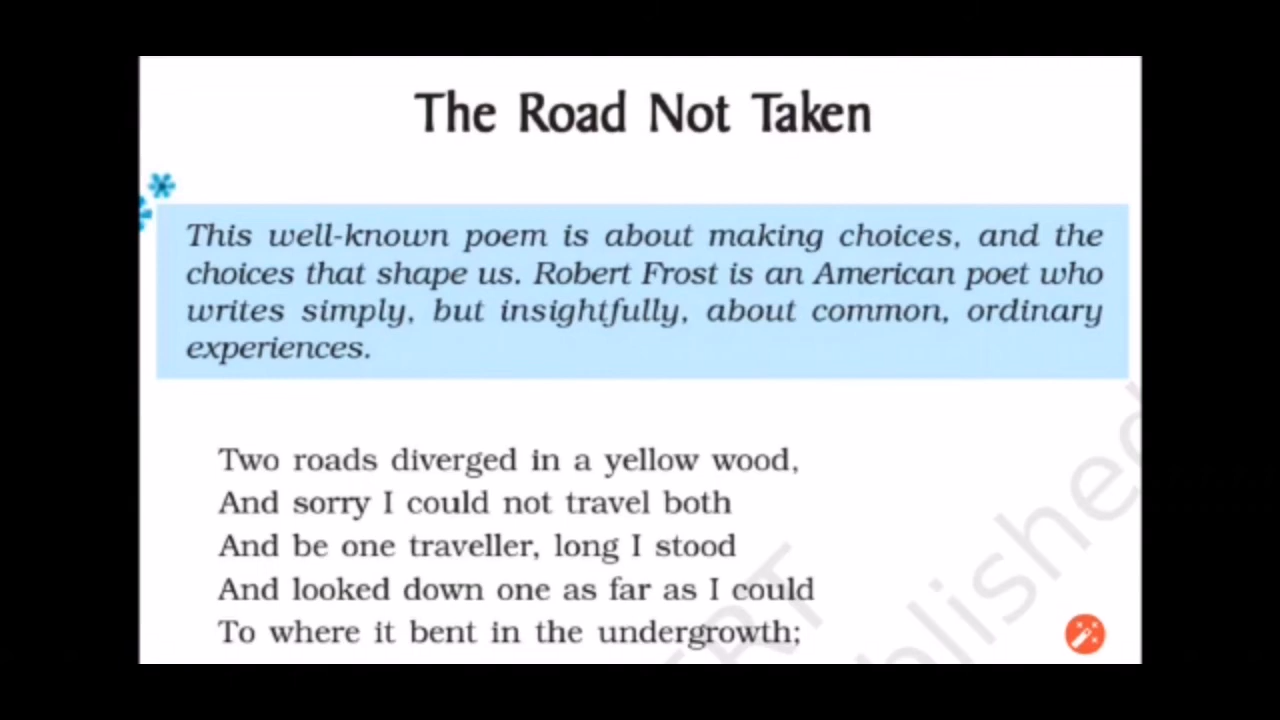 The Road Not Taken
This well-known poem is about making choices, and the
choices that shape us. Robert Frost is an American poet who
writes simply, but insightfully, about common, ordinary
experiences.
Two roads diverged in a yellow wood,
And sorry I could not travel both
And be one traveller, long I stood
And looked down one as far as I could
To where it bent in the undergrowth;